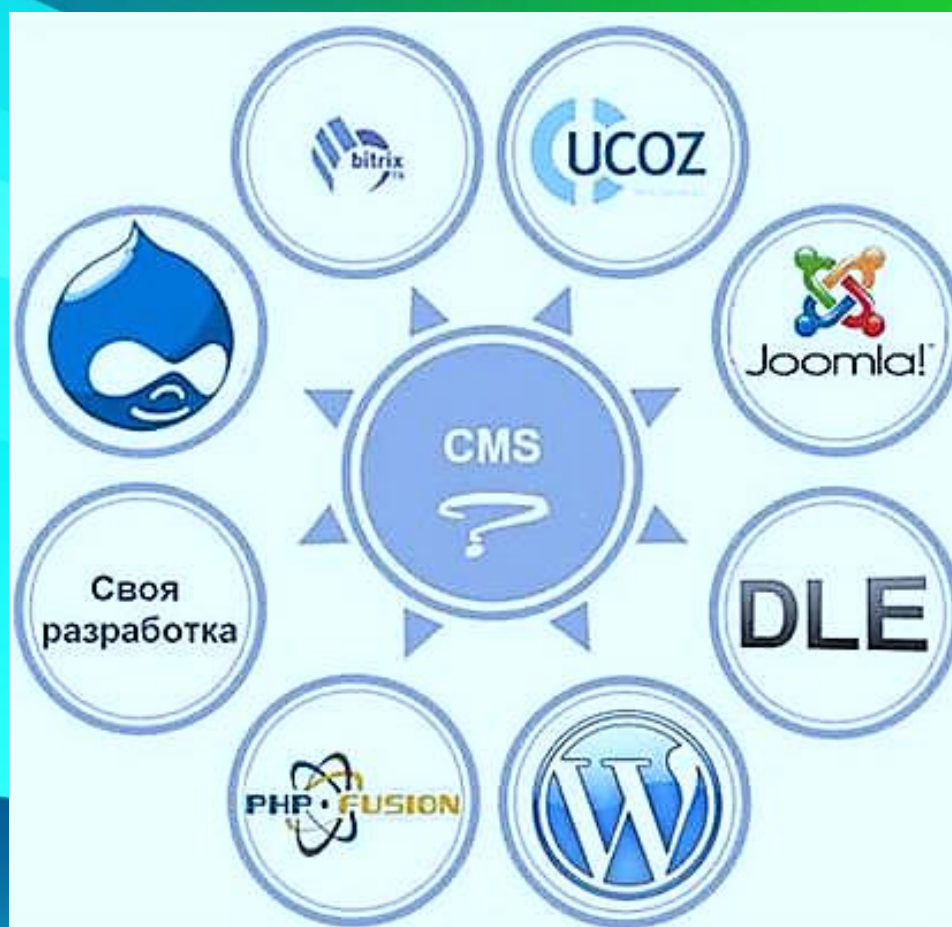 bitrix
UCOZ
Joomla!
CMS
?
Своя
разработка
DLE
PHP FUSION
W